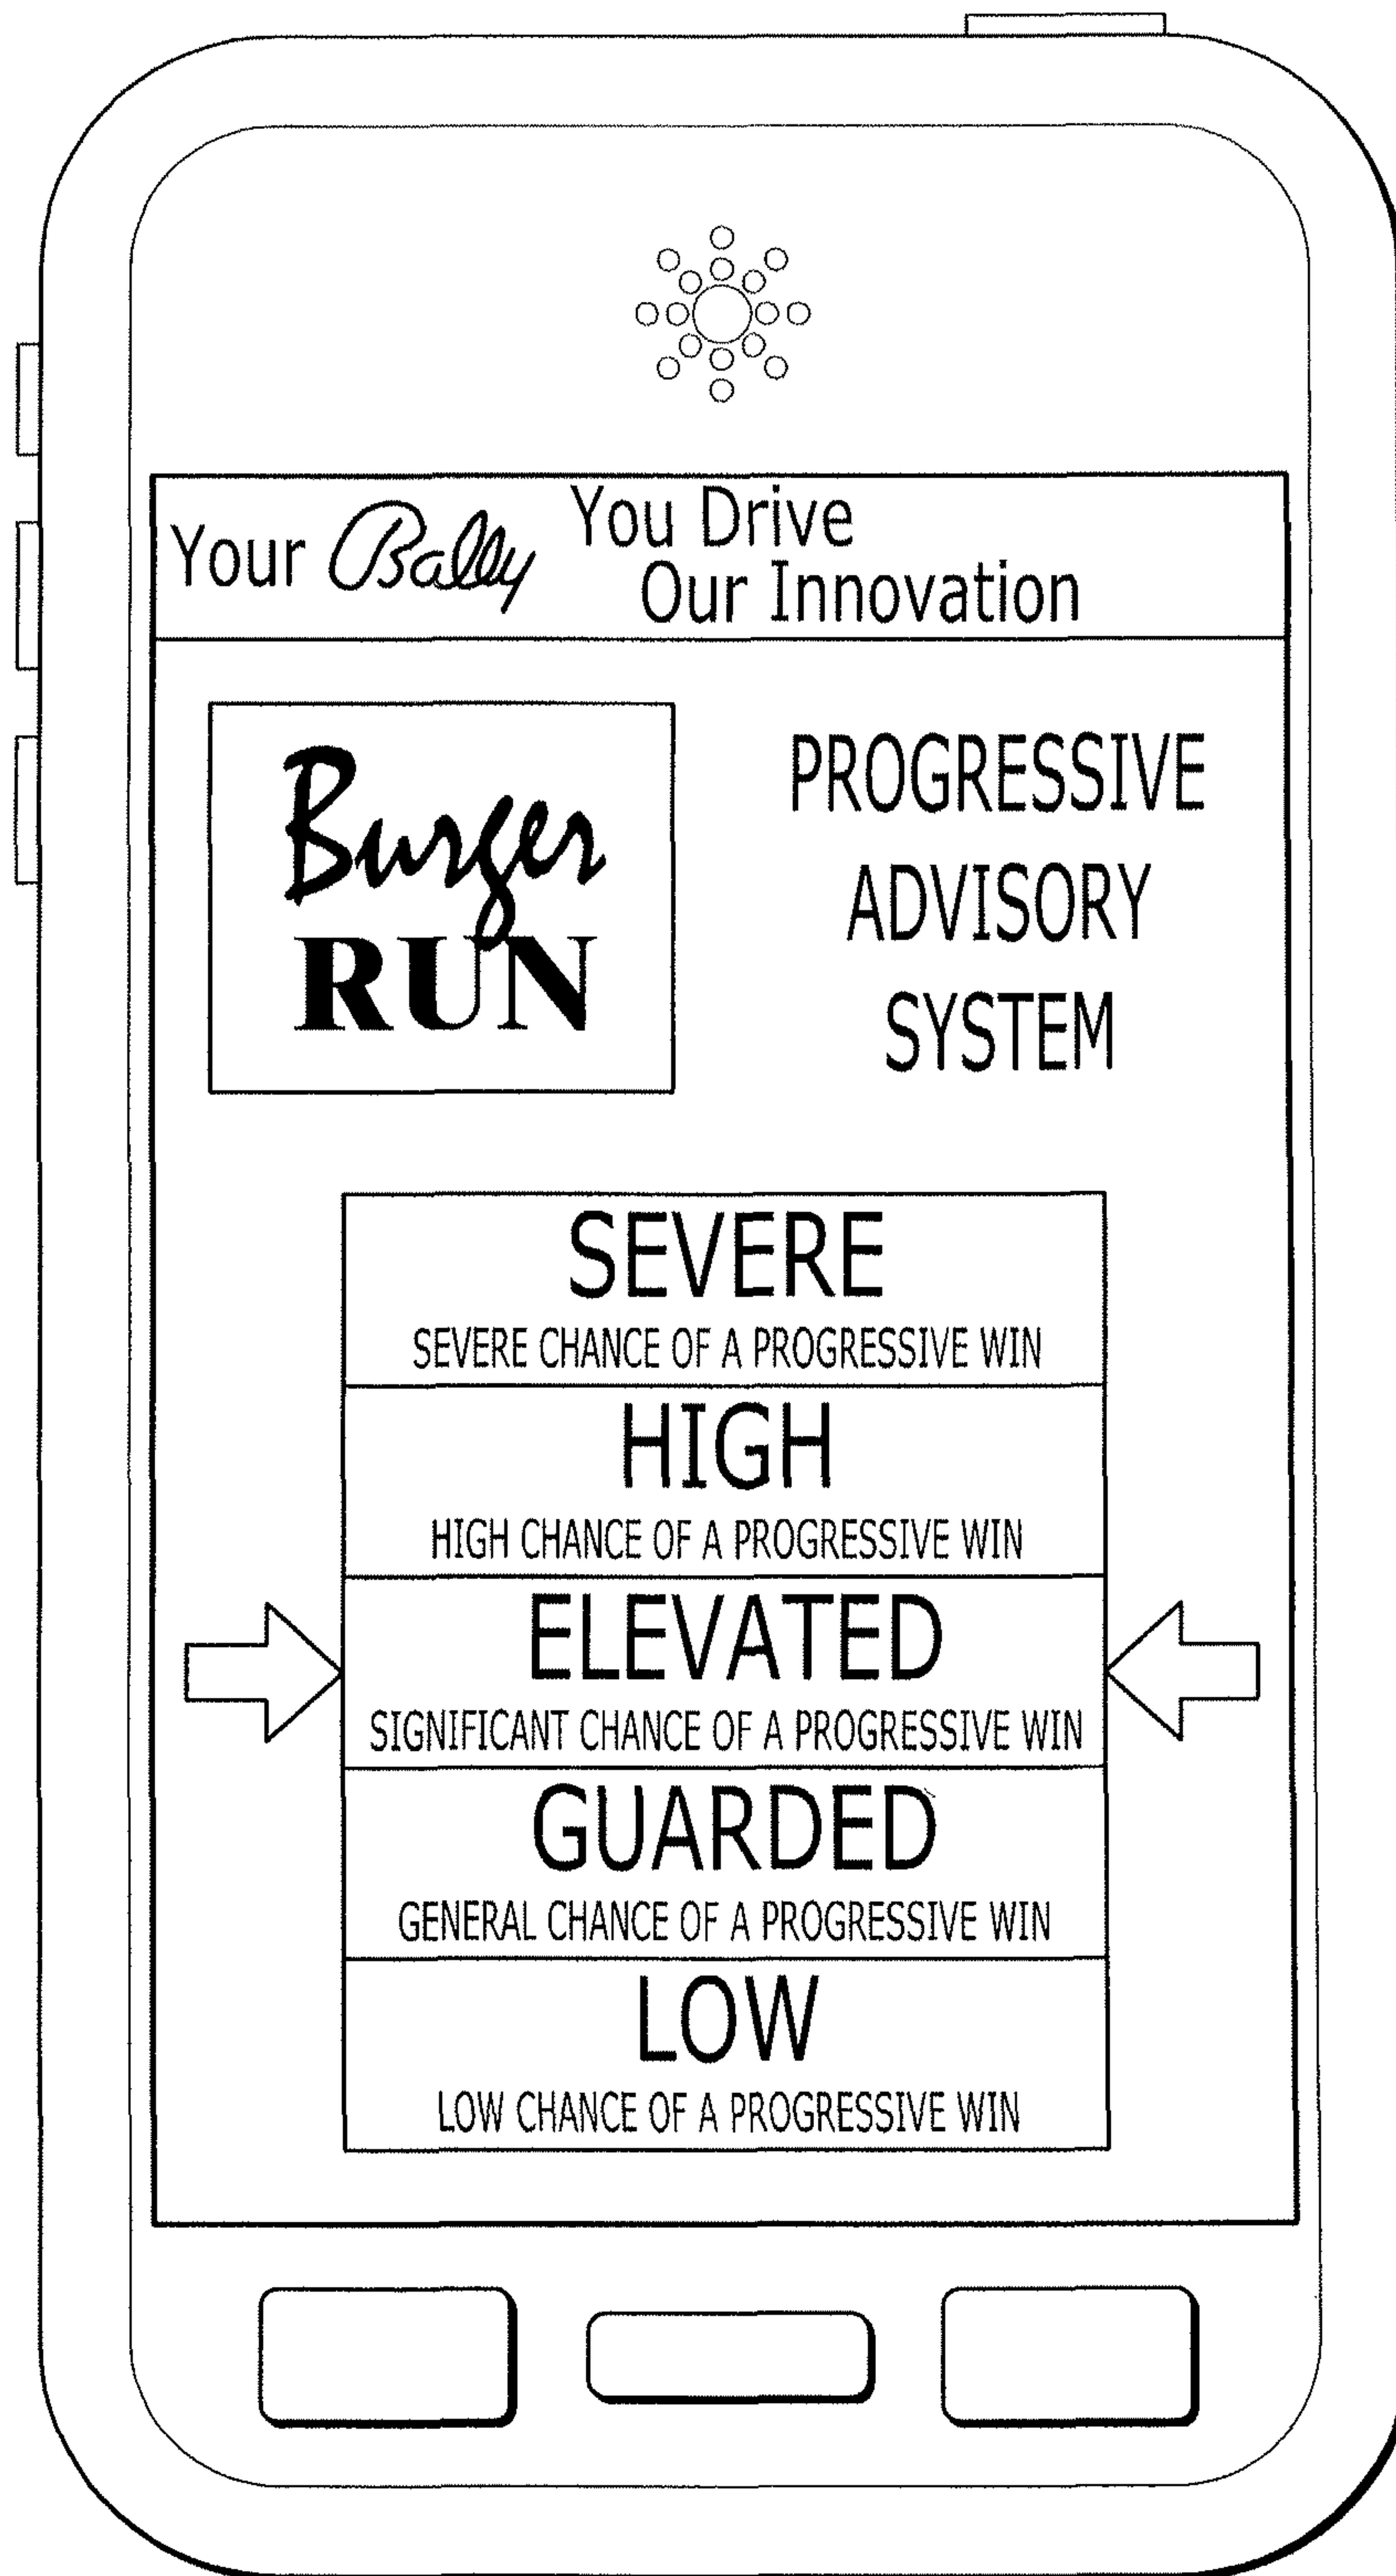 Your Bally You Drive
Our Innovation
Burger
RUN
PROGRESSIVE
ADVISORY
SYSTEM
SEVERE
SEVERE CHANCE OF A PROGRESSIVE WIN
HIGH
HIGH CHANCE OF A PROGRESSIVE WIN
ELEVATED
SIGNIFICANT CHANCE OF A PROGRESSIVE WIN
GUARDED
GENERAL CHANCE OF A PROGRESSIVE WIN
LOW
LOW CHANCE OF A PROGRESSIVE WIN